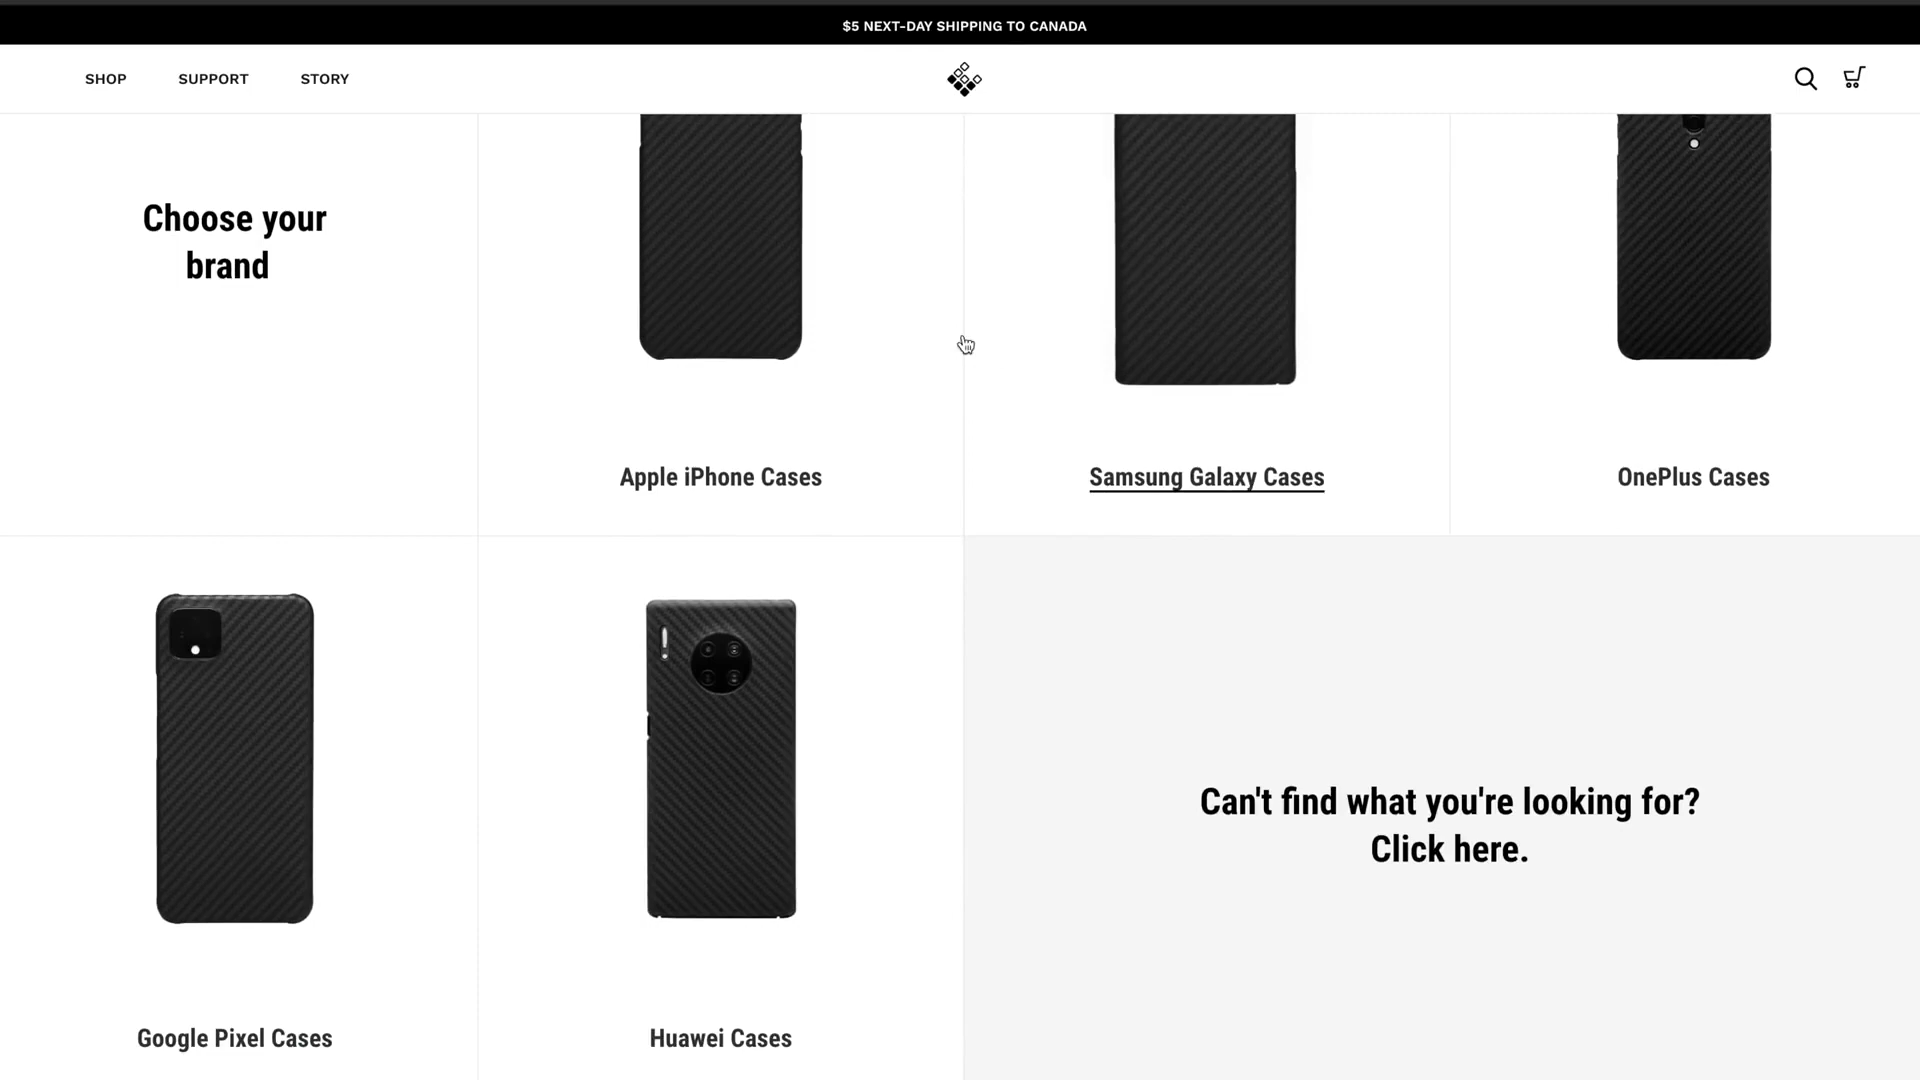 $5 NEXT-DAY SHIPPING TO CANADA
SHOP
SUPPORT
STORY
Choose your
brand
Apple iPhone Cases
Samsung Galaxy Cases
OnePlus Cases
Google Pixel Cases
Huawei Cases
Can't find what you're looking for?
Click here.